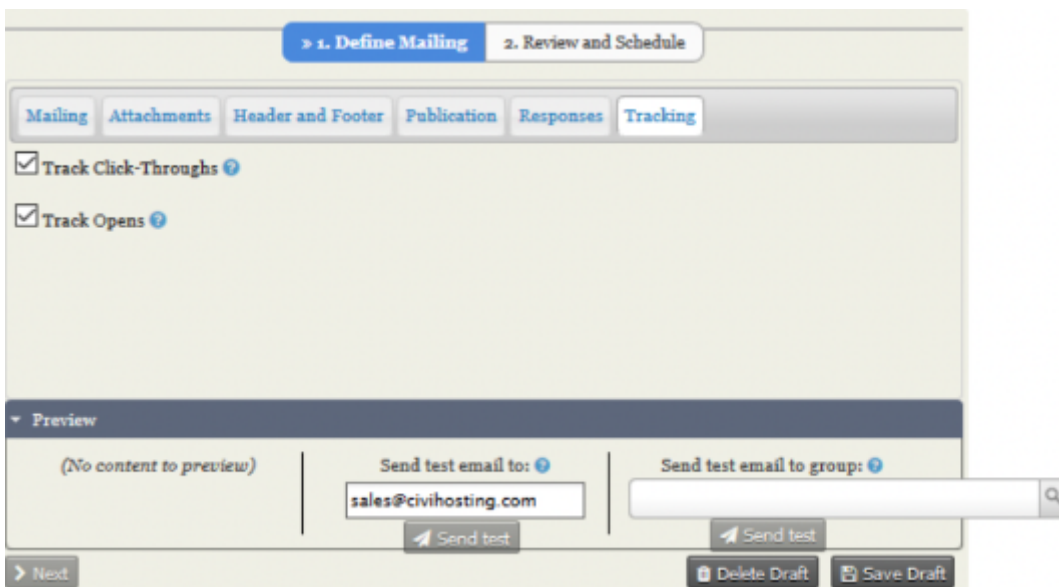 » 1. Define Mailing 2. Review and Schedule
Mailing Attachments Header and Footer Publication Responses Tracking
Track Click-Throughs ?
Track Opens ?
Preview
(No content to preview) Send test email to: ? Send test email to group: ?
sales@civihosting.com
Send test Send test
Next Delete Draft Save Draft